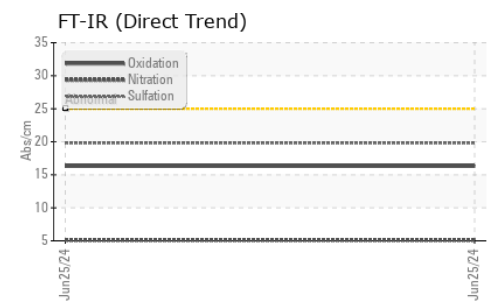 FT-IR (Direct Trend)
35
30
25
20
15
10
5
Abs/cm
Oxidation
Nitration
Sulfation
Abnormal
Jun25/24
Jun25/24